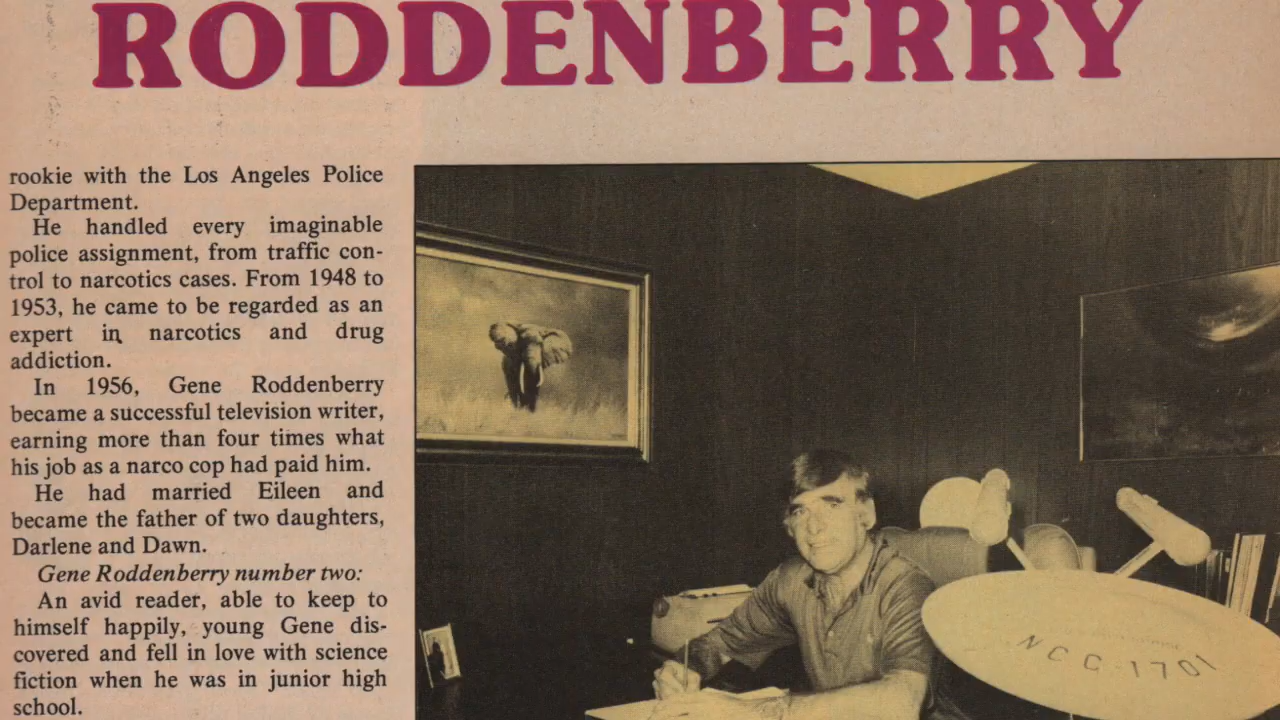 RODDENBERRY
rookie with the Los Angeles Police
Department.
He handled every imaginable
police assignment, from traffic con-
trol to narcotics cases. From 1948 to
1953, he came to be regarded as an
expert in narcotics and drug
addiction.
In 1956, Gene Roddenberry
became a successful television writer,
earning more than four times what
his job as a narco cop had paid him.
He had married Eileen and
became the father of two daughters,
Darlene and Dawn.
Gene Roddenberry number two:
An avid reader, able to keep to
himself happily, young Gene dis-
covered and fell in love with science
fiction when he was in junior high
school.
NCC-1701